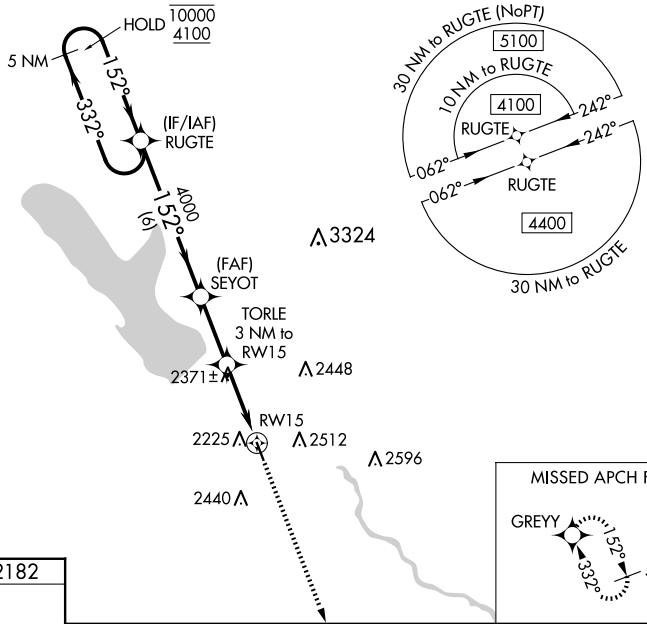 HOLD 10000
4100
5 NM
152°
332°
(IF/IAF)
RUGTE
4000
152°
(6)
(FAF)
SEYOT
TORLE
3 NM to
RW15
2371±
RW15
2225
2440
3324
2448
2512
2596
30 NM to RUGTE (NoPT)
5100
10 NM to RUGTE
4100
RUGTE
242°
242°
062°
062°
RUGTE
4400
30 NM to RUGTE
MISSED APCH F
GREYY
152°
332°
2182